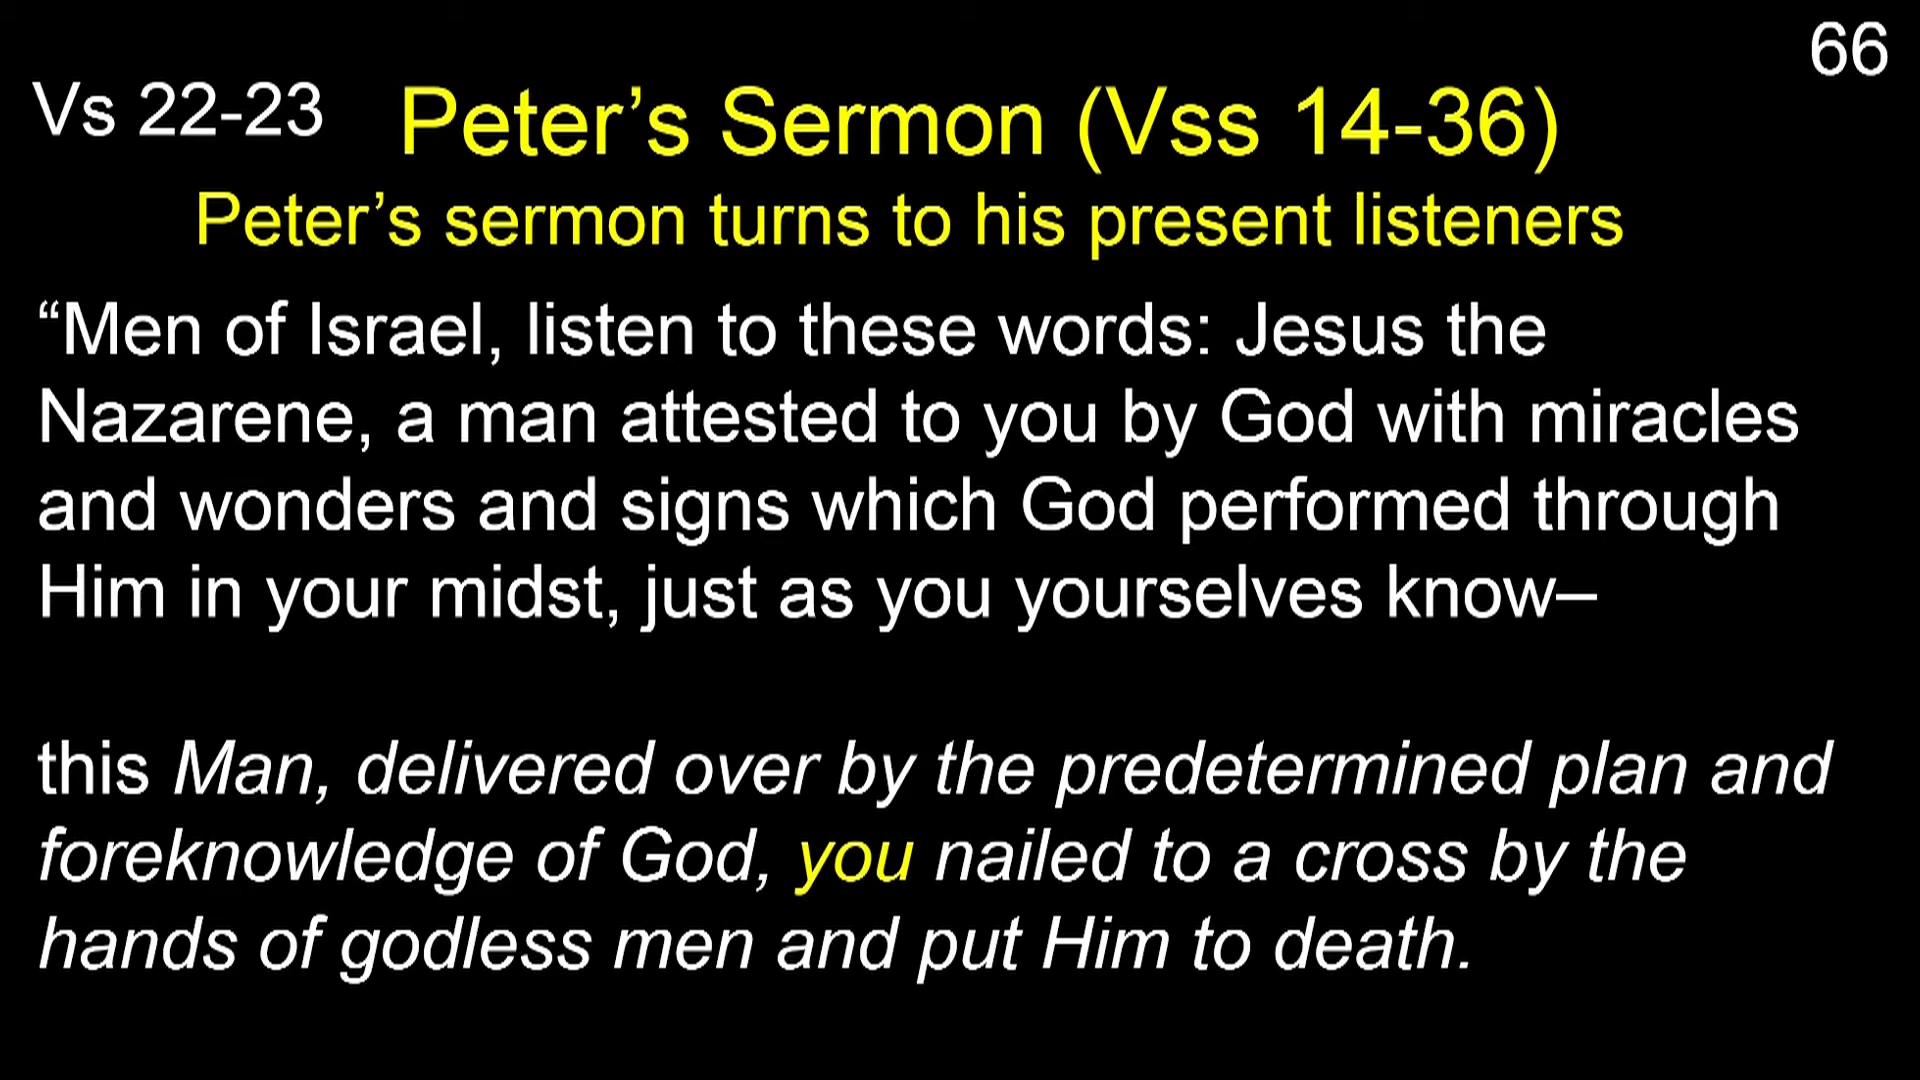 66
Vs 22-23
Peter’s Sermon (Vss 14-36)
Peter’s sermon turns to his present listeners
“Men of Israel, listen to these words: Jesus the
Nazarene, a man attested to you by God with miracles
and wonders and signs which God performed through
Him in your midst, just as you yourselves know–
this Man, delivered over by the predetermined plan and
foreknowledge of God, you nailed to a cross by the
hands of godless men and put Him to death.